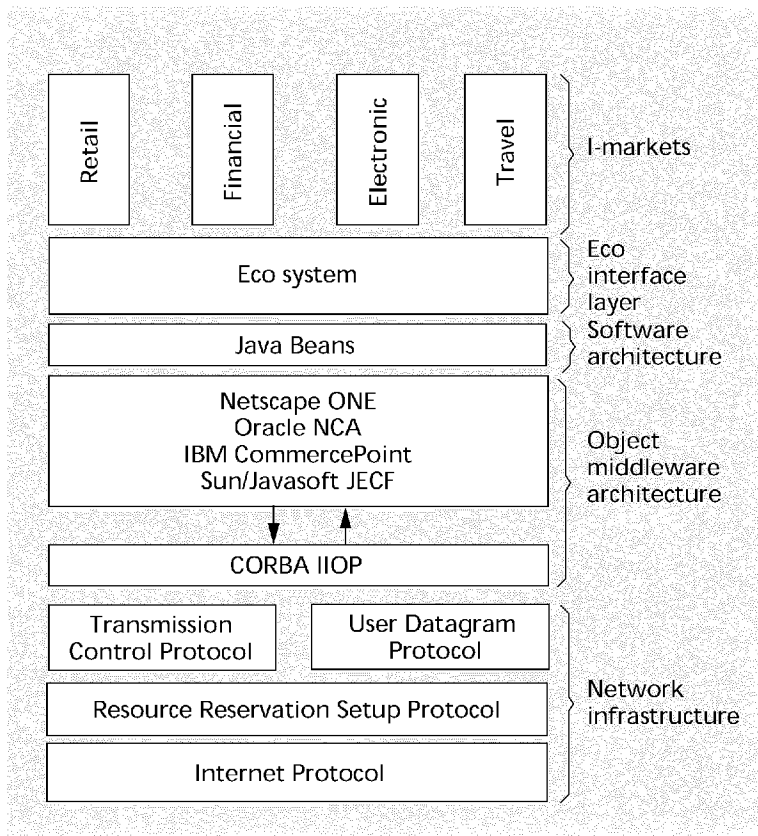 Retail
Financial
Electronic
Travel
I-markets
Eco system
Eco
interface
layer
Java Beans
Software
architecture
Netscape ONE
Oracle NCA
IBM CommercePoint
Sun/Javasoft JECF
CORBA IIOP
Object
middleware
architecture
Transmission
Control Protocol
User Datagram
Protocol
Resource Reservation Setup Protocol
Internet Protocol
Network
infrastructure